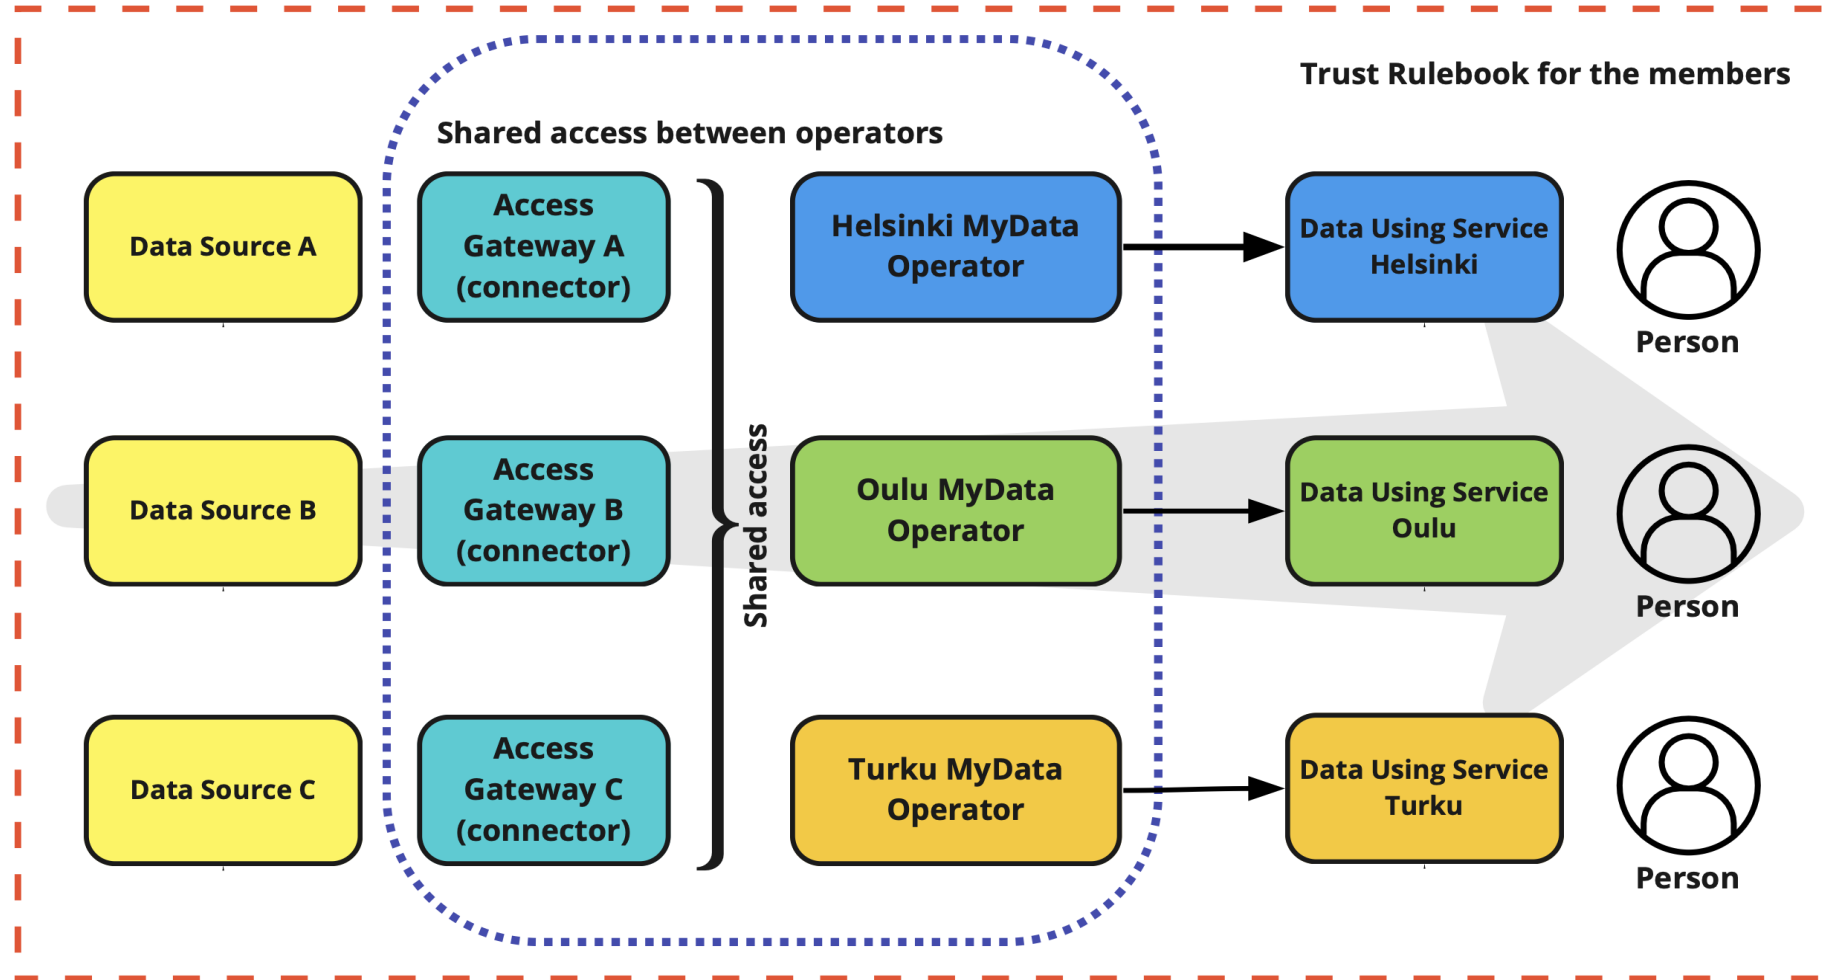 Trust Rulebook for the members
Shared access between operators
Data Source A
Access
Gateway A
(connector)
Helsinki MyData
Operator
Data Using Service
Helsinki
Person
Data Source B
Access
Gateway B
(connector)
Shared access
Oulu MyData
Operator
Data Using Service
Oulu
Person
Data Source C
Access
Gateway C
(connector)
Turku MyData
Operator
Data Using Service
Turku
Person